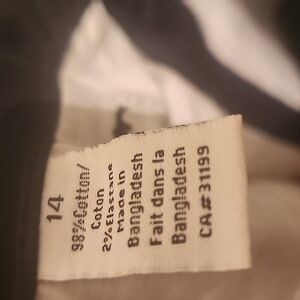 14
98%Cotton/
Coton
2%Elastane
Made in
Bangladesh
Fait dans la
Bangladesh
CA#31199